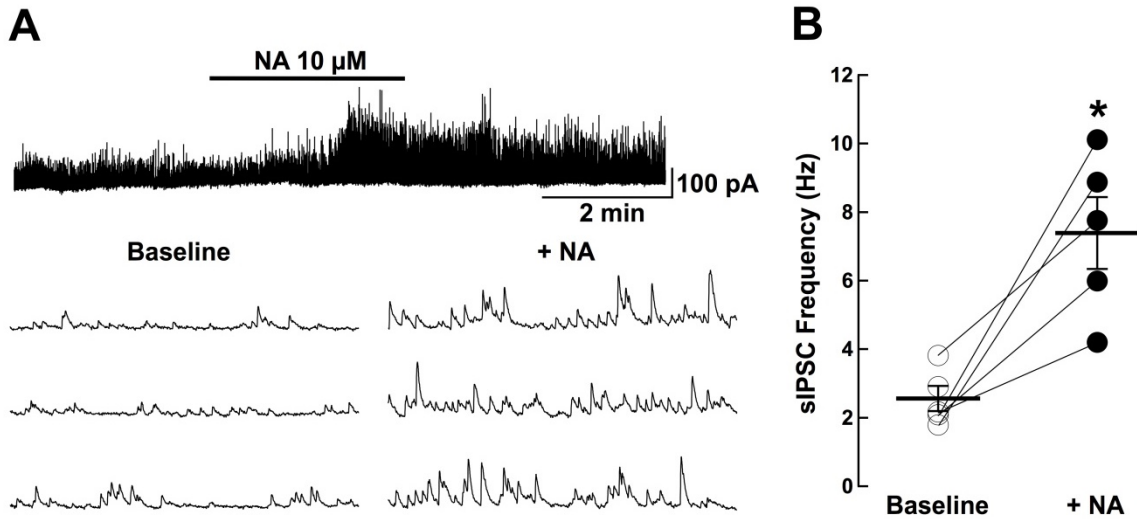 A
NA 10 µM
100 pA
2 min
Baseline
+ NA
B
sIPSC Frequency (Hz)
12
10
8
6
4
2
0
*
Baseline
+ NA